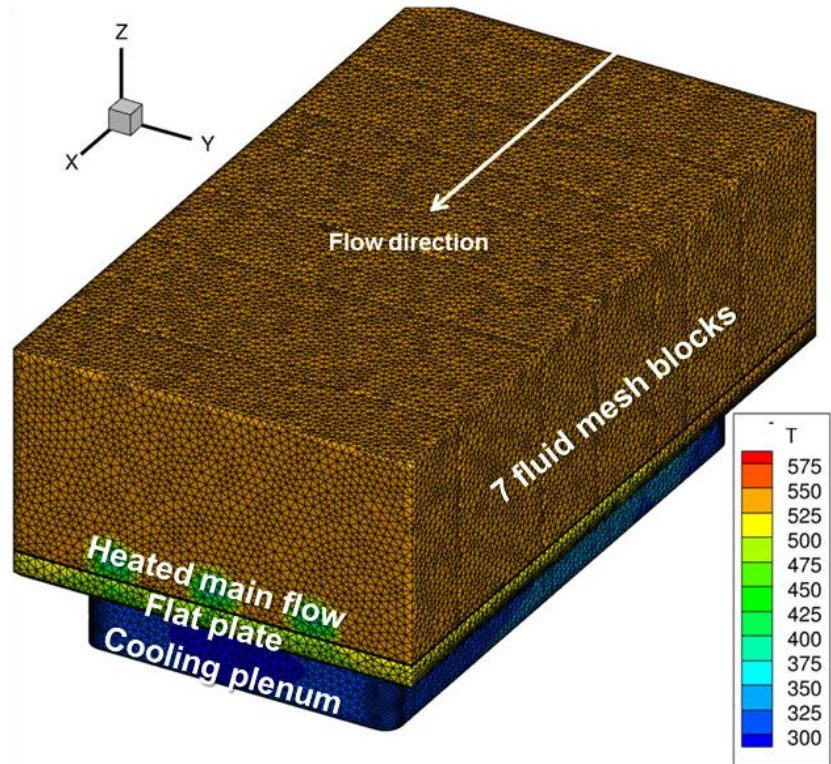 Z
X
Y
Flow direction
7 fluid mesh blocks
Heated main flow
Flat plate
Cooling plenum
T
575
550
525
500
475
450
425
400
375
350
325
300